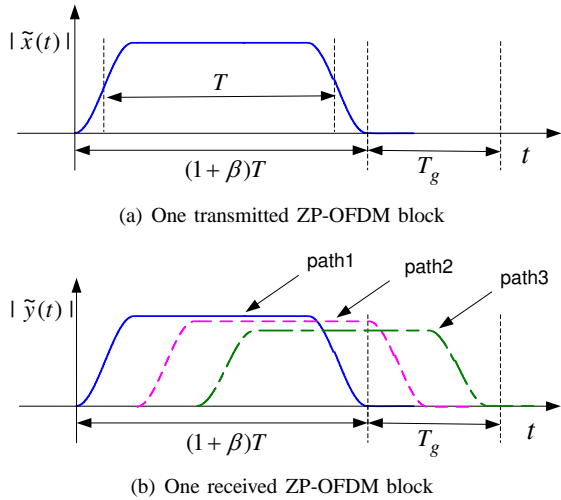 | x̃(t) |
T
(1 + β)T
T_g
t
(a) One transmitted ZP-OFDM block
path1
path2
path3
| ỹ(t) |
(1 + β)T
T_g
t
(b) One received ZP-OFDM block